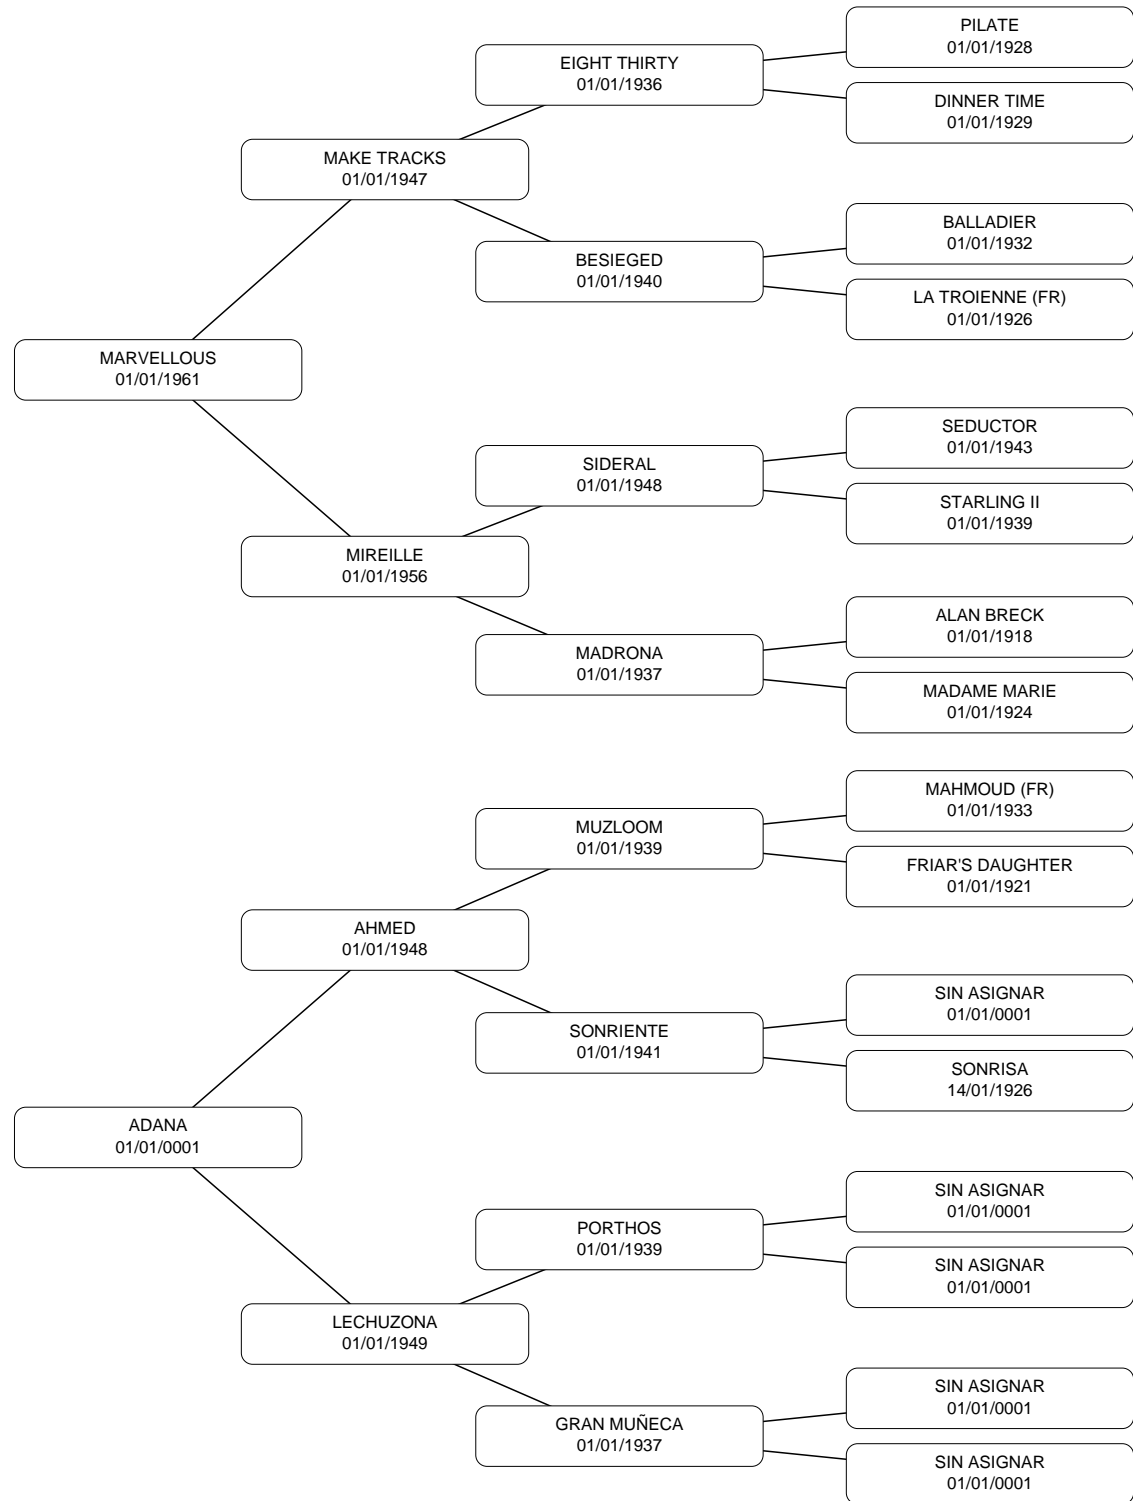 PILATE
01/01/1928
EIGHT THIRTY
01/01/1936
DINNER TIME
01/01/1929
MAKE TRACKS
01/01/1947
BALLADIER
01/01/1932
BESIEGED
01/01/1940
LA TROIENNE (FR)
01/01/1926
MARVELLOUS
01/01/1961
SEDUCTOR
01/01/1943
SIDERAL
01/01/1948
STARLING II
01/01/1939
MIREILLE
01/01/1956
ALAN BRECK
01/01/1918
MADRONA
01/01/1937
MADAME MARIE
01/01/1924
MAHMOUD (FR)
01/01/1933
MUZLOOM
01/01/1939
FRIAR'S DAUGHTER
01/01/1921
AHMED
01/01/1948
SIN ASIGNAR
01/01/0001
SONRIENTE
01/01/1941
SONRISA
14/01/1926
ADANA
01/01/0001
SIN ASIGNAR
01/01/0001
PORTHOS
01/01/1939
SIN ASIGNAR
01/01/0001
LECHUZONA
01/01/1949
SIN ASIGNAR
01/01/0001
GRAN MUÑECA
01/01/1937
SIN ASIGNAR
01/01/0001